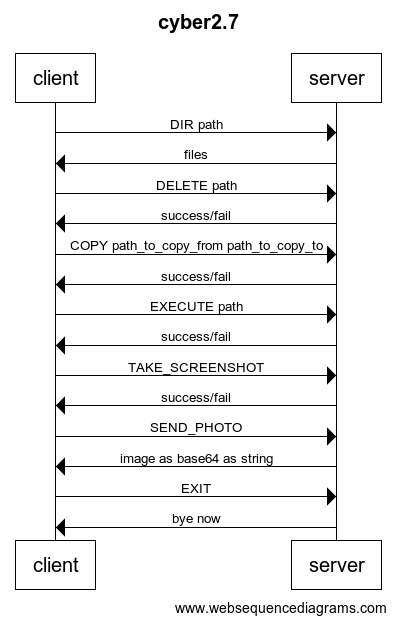 cyber2.7
client server
DIR path
files
DELETE path
success/fail
COPY path_to_copy_from path_to_copy_to
success/fail
EXECUTE path
success/fail
TAKE_SCREENSHOT
success/fail
SEND_PHOTO
image as base64 as string
EXIT
bye now
client server
www.websequencediagrams.com